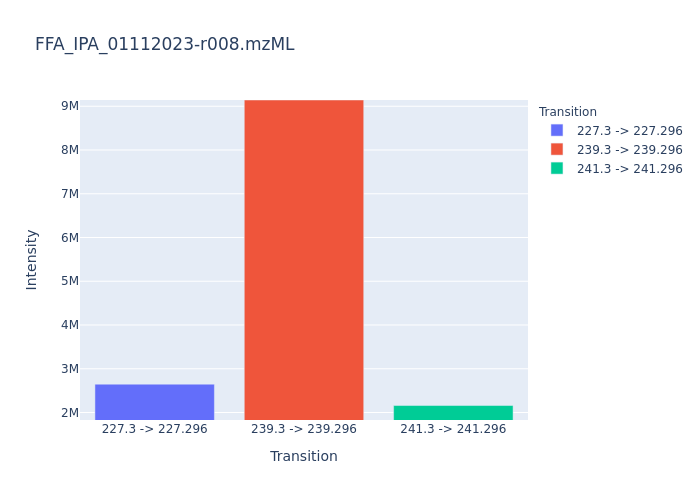 FFA_IPA_01112023-r008.mzML
9M
8M
7M
6M
5M
4M
3M
2M
Intensity
227.3 -> 227.296
239.3 -> 239.296
241.3 -> 241.296
Transition
Transition
227.3 -> 227.296
239.3 -> 239.296
241.3 -> 241.296